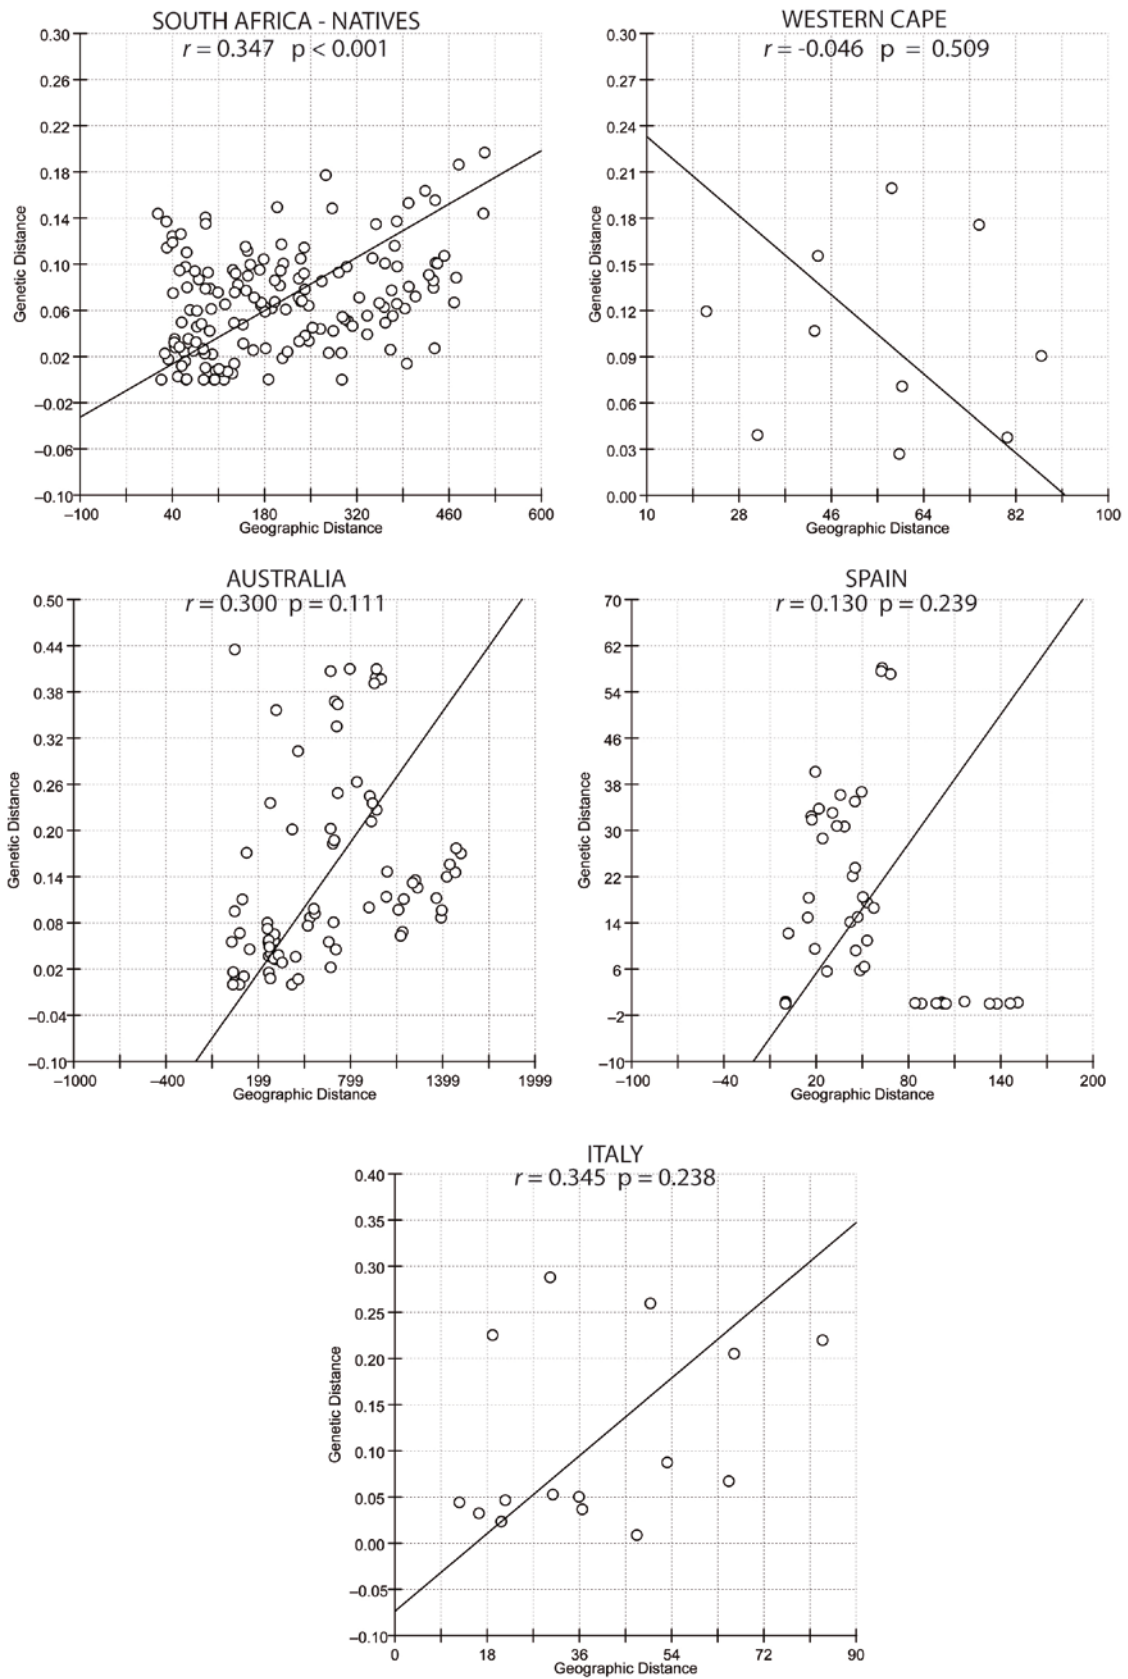 SOUTH AFRICA - NATIVES
r = 0.347 p < 0.001
0.30
0.26
0.22
0.18
0.14
0.10
0.06
0.02
–0.02
–0.06
–0.10
Genetic Distance
–100 40 180 320 460 600
Geographic Distance
WESTERN CAPE
r = -0.046 p = 0.509
0.30
0.27
0.24
0.21
0.18
0.15
0.12
0.09
0.06
0.03
0.00
Genetic Distance
10 28 46 64 82 100
Geographic Distance
AUSTRALIA
r = 0.300 p = 0.111
0.50
0.44
0.38
0.32
0.26
0.20
0.14
0.08
0.02
–0.04
–0.10
Genetic Distance
–1000 –400 199 799 1399 1999
Geographic Distance
SPAIN
r = 0.130 p = 0.239
70
62
54
46
38
30
22
14
6
–2
–10
Genetic Distance
–100 –40 20 80 140 200
Geographic Distance
ITALY
r = 0.345 p = 0.238
0.40
0.35
0.30
0.25
0.20
0.15
0.10
0.05
0.00
–0.05
–0.10
Genetic Distance
0 18 36 54 72 90
Geographic Distance